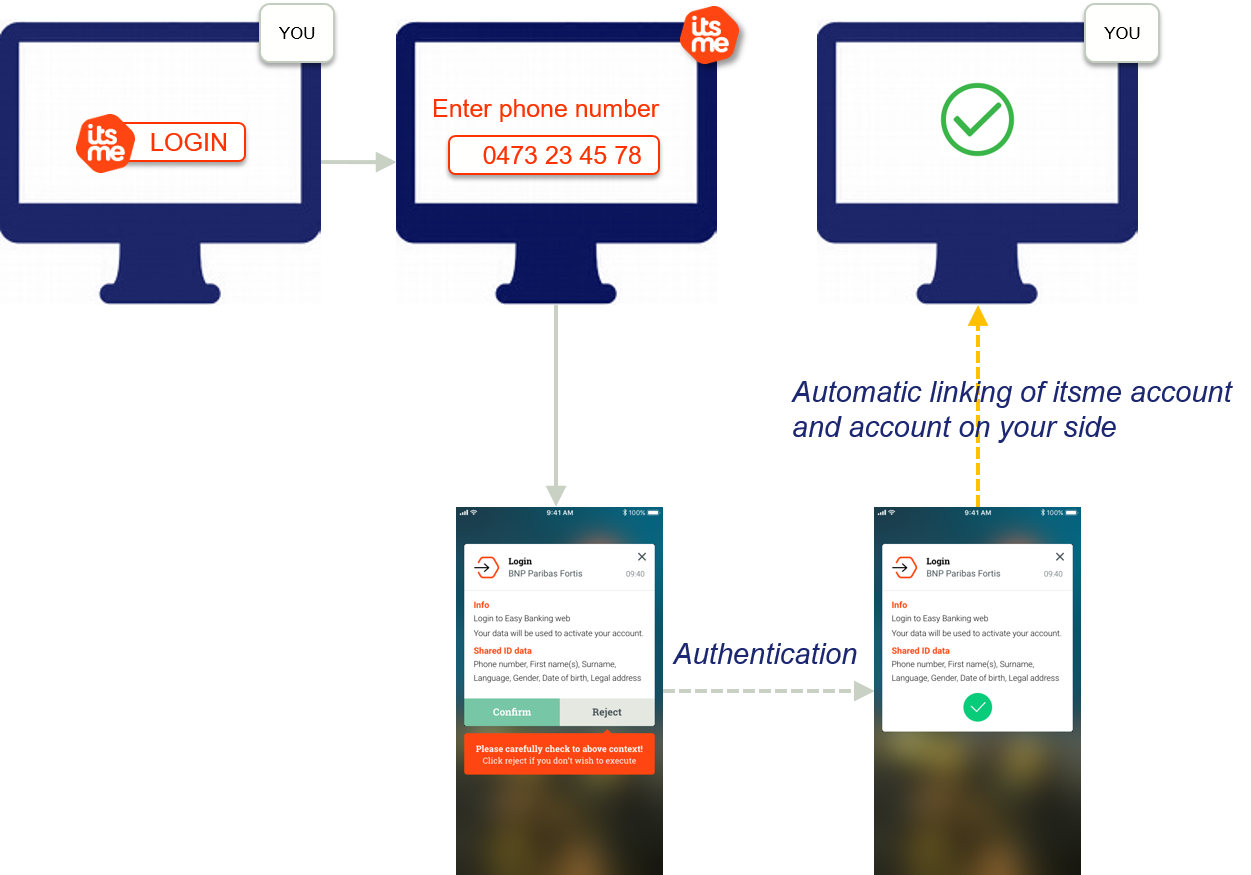 YOU
its
me
LOGIN
its
me
Enter phone number
0473 23 45 78
YOU
Automatic linking of itsme account
and account on your side
9:41 AM
100%
Login
BNP Paribas Fortis
09:40
Info
Login to Easy Banking web
Your data will be used to activate your account.
Shared ID data
Phone number, First name(s), Surname,
Language, Gender, Date of birth, Legal address
Confirm
Reject
Please carefully check to above context!
Click reject if you don't wish to execute
Authentication
9:41 AM
100%
Login
BNP Paribas Fortis
09:40
Info
Login to Easy Banking web
Your data will be used to activate your account.
Shared ID data
Phone number, First name(s), Surname,
Language, Gender, Date of birth, Legal address